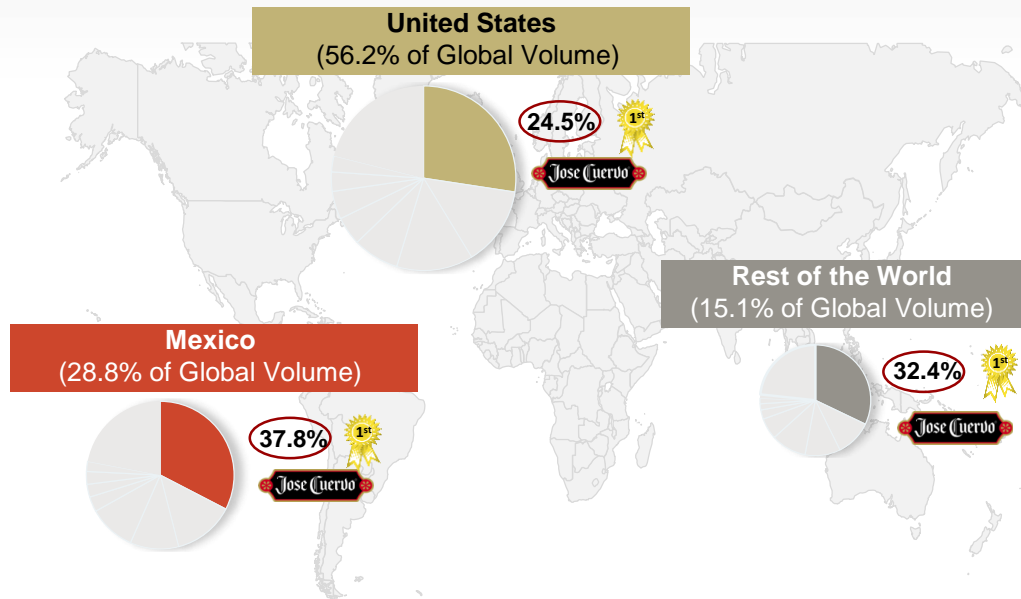 United States
(56.2% of Global Volume)
24.5%
1st
Jose Cuervo
Rest of the World
(15.1% of Global Volume)
32.4%
1st
Jose Cuervo
Mexico
(28.8% of Global Volume)
37.8%
1st
Jose Cuervo